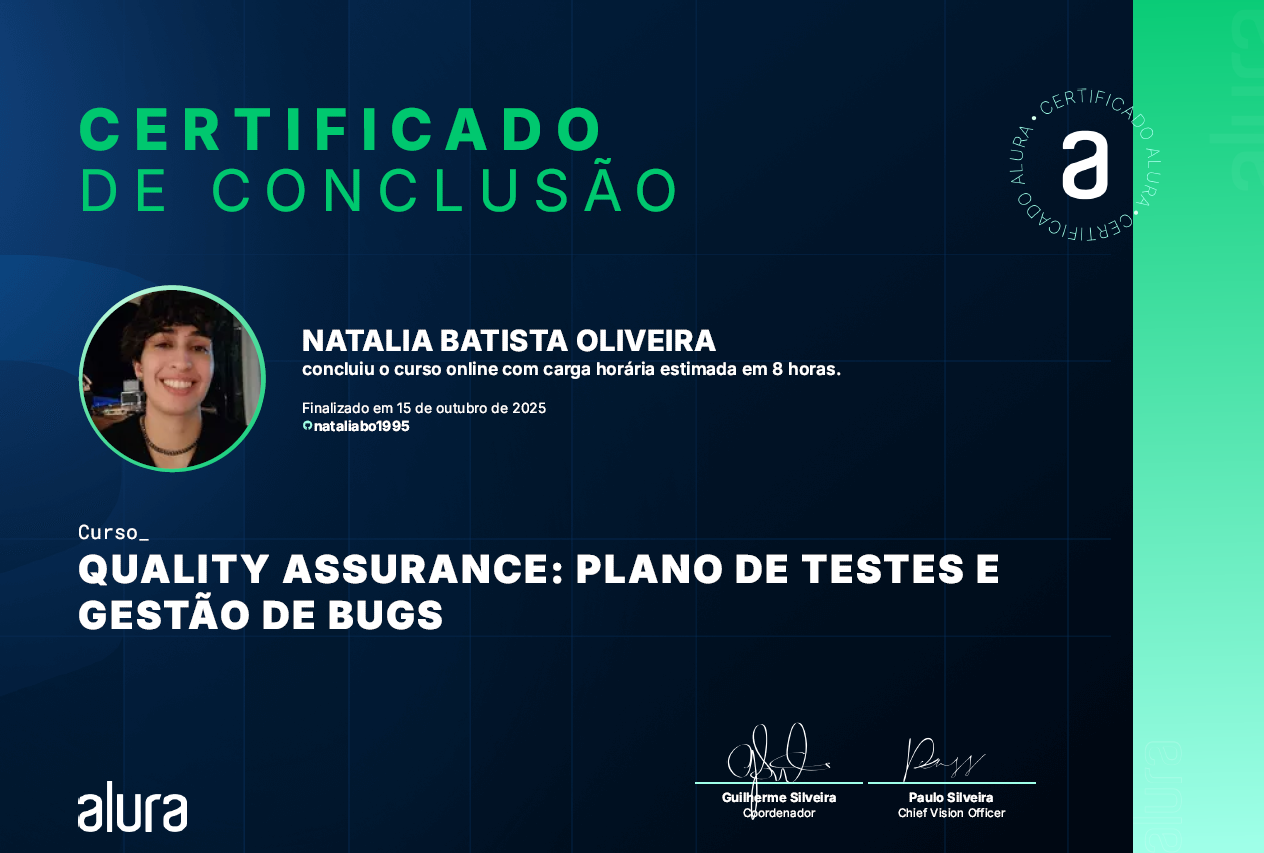 CERTIFICADO
DE CONCLUSÃO
CERTIFICADO ALURA • CERTIFICADO ALURA •
a
NATALIA BATISTA OLIVEIRA
concluiu o curso online com carga horária estimada em 8 horas.
Finalizado em 15 de outubro de 2025
nataliabo1995
Curso_
QUALITY ASSURANCE: PLANO DE TESTES E
GESTÃO DE BUGS
Guilherme Silveira
Coordenador
Paulo Silveira
Chief Vision Officer
alura
alura
alura